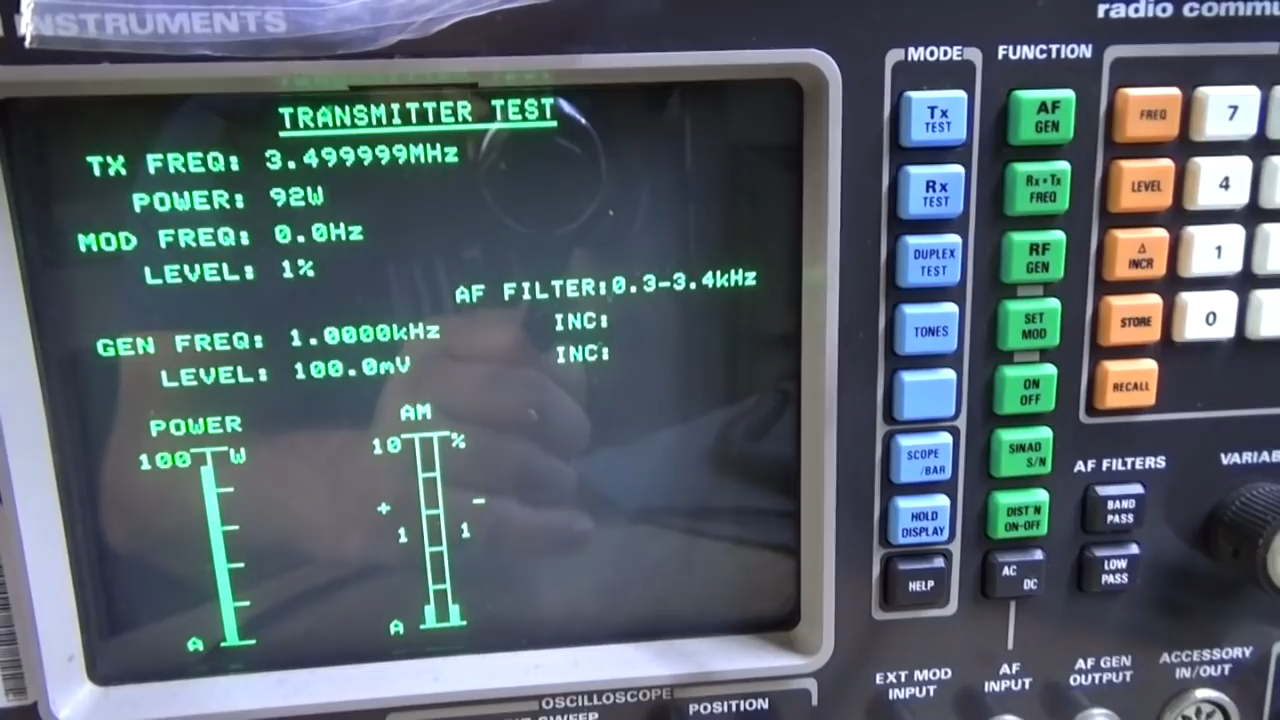 INSTRUMENTS
radio commu
TRANSMITTER TEST
TX FREQ: 3.499999MHz
POWER: 92W
MOD FREQ: 0.0Hz
LEVEL: 1%
AF FILTER:0.3-3.4kHz
INC:
INC:
GEN FREQ: 1.0000kHz
LEVEL: 100.0mV
POWER
100 W
A
AM
10 %
+ -
1 1
A
MODE
Tx
TEST
Rx
TEST
DUPLEX
TEST
TONES
SCOPE
/BAR
HOLD
DISPLAY
HELP
FUNCTION
AF
GEN
Rx=Tx
FREQ
RF
GEN
SET
MOD
ON
OFF
SINAD
S/N
DIST'N
ON-OFF
AC
DC
FREQ 7
LEVEL 4
Δ
INCR 1
STORE 0
RECALL
AF FILTERS
BAND
PASS
LOW
PASS
VARIAB
EXT MOD
INPUT
AF
INPUT
AF GEN
OUTPUT
ACCESSORY
IN/OUT
OSCILLOSCOPE
SWEEP
POSITION